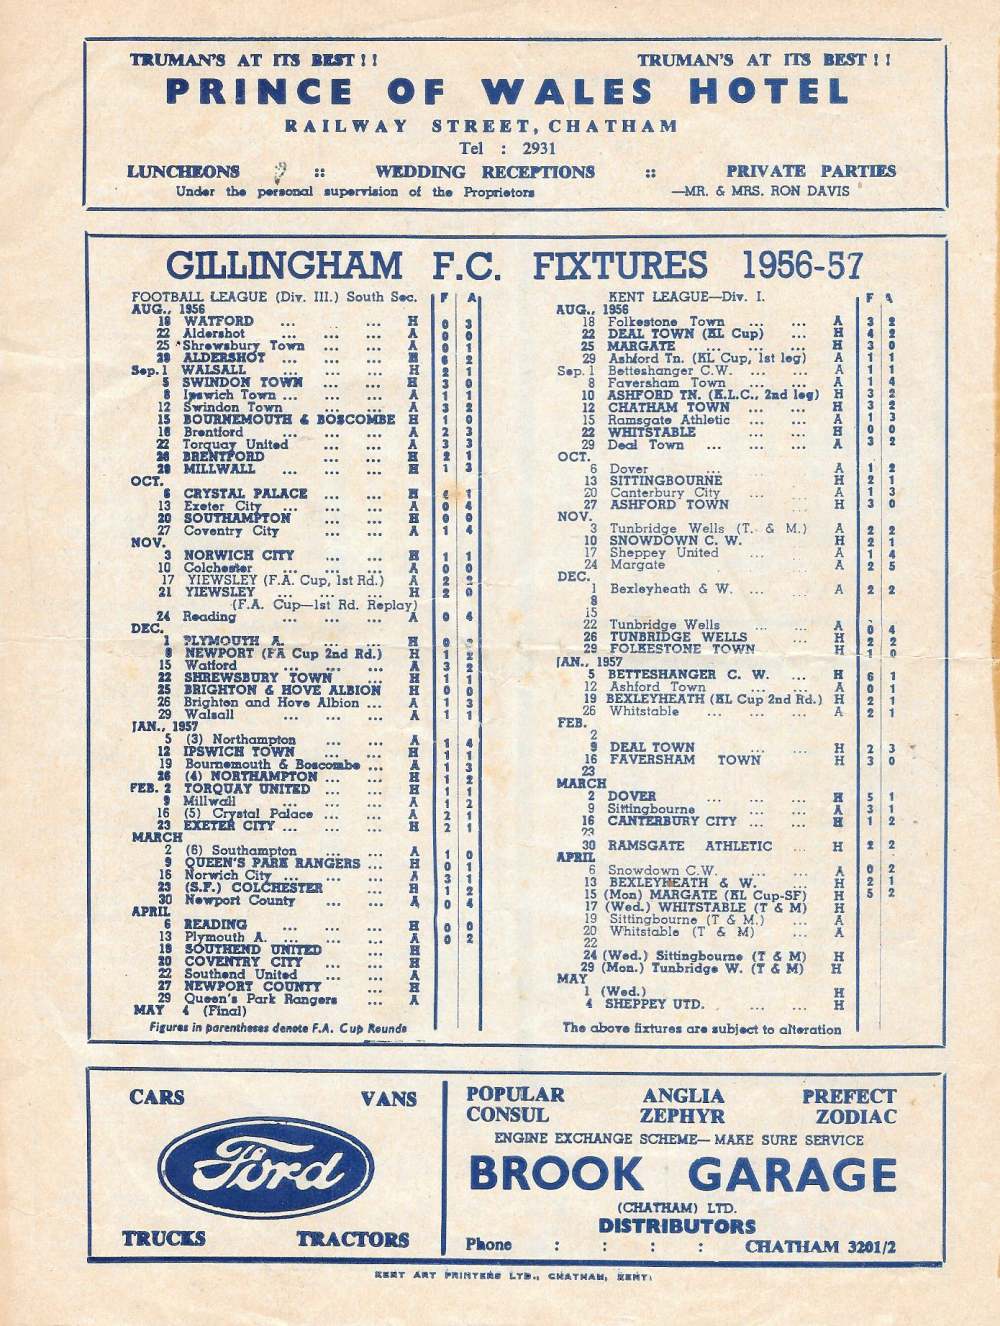 TRUMAN'S AT ITS BEST !! TRUMAN'S AT ITS BEST !!
PRINCE OF WALES HOTEL
RAILWAY STREET, CHATHAM
Tel : 2931
LUNCHEONS :: WEDDING RECEPTIONS :: PRIVATE PARTIES
Under the personal supervision of the Proprietors —MR. & MRS. RON DAVIS
GILLINGHAM F.C. FIXTURES 1956-57
FOOTBALL LEAGUE (Div. III.) South Sec. F A
AUG., 1956
18 WATFORD ... ... ... H 0 3
22 Aldershot ... ... ... A 0 0
25 Shrewsbury Town ... ... A 0 1
29 ALDERSHOT ... ... ... H 6 2
Sep. 1 WALSALL ... ... ... H 2 1
5 SWINDON TOWN ... ... H 3 0
8 Ipswich Town ... ... ... A 1 1
12 Swindon Town ... ... A 3 2
15 BOURNEMOUTH & BOSCOMBE H 1 0
18 Brentford ... ... ... A 2 3
22 Torquay United ... ... A 3 3
26 BRENTFORD ... ... ... H 2 1
29 MILLWALL ... ... ... H 1 3
OCT.
6 CRYSTAL PALACE ... ... H 1
13 Exeter City ... ... ... A 0 4
20 SOUTHAMPTON ... ... H 0 0
27 Coventry City ... ... A 1 4
NOV.
3 NORWICH CITY ... ... H 1 1
10 Colchester ... ... ... A 0 0
17 YIEWSLEY (F.A. Cup, 1st Rd.) A 2 2
21 YIEWSLEY ... ... ... H 2 0
(F.A. Cup—1st Rd. Replay)
24 Reading ... ... ... A 0 4
DEC.
1 PLYMOUTH A. ... ... H 0
8 NEWPORT (FA Cup 2nd Rd.) H 1 2
15 Watford ... ... ... A 3 2
22 SHREWSBURY TOWN ... H 1 1
25 BRIGHTON & HOVE ALBION H 0 0
26 Brighton and Hove Albion ... A 1 3
29 Walsall ... ... ... A 1 1
JAN., 1957
5 (3) Northampton ... ... A 1 4
12 IPSWICH TOWN ... ... H 1 1
19 Bournemouth & Boscombe ... A 1 3
26 (4) NORTHAMPTON ... ... H 1 2
FEB. 2 TORQUAY UNITED ... ... H 1 1
9 Millwall ... ... ... A 1 2
16 (5) Crystal Palace ... ... A 2 1
23 EXETER CITY ... ... ... H 2 1
MARCH
2 (6) Southampton ... ... A 1 0
9 QUEEN'S PARK RANGERS ... H 0 1
16 Norwich City ... ... ... A 3 1
23 (S.F.) COLCHESTER ... H 1 2
30 Newport County ... ... A 0 4
APRIL
6 READING ... ... ... H 0 0
13 Plymouth A. ... ... ... A 0 2
19 SOUTHEND UNITED ... H
20 COVENTRY CITY ... ... H
22 Southend United ... ... A
27 NEWPORT COUNTY ... H
29 Queen's Park Rangers ... A
MAY 4 (Final)
Figures in parentheses denote F.A. Cup Rounds
KENT LEAGUE—Div. I. F A
AUG., 1956
18 Folkestone Town ... ... A 3 2
22 DEAL TOWN (KL Cup) ... H 4 2
25 MARGATE ... ... ... H 3 0
29 Ashford Tn. (KL Cup, 1st leg) A 1 1
Sep. 1 Betteshanger C.W. ... ... A 1 1
8 Faversham Town ... ... A 1 4
10 ASHFORD TN. (K.L.C., 2nd leg) H 3 2
12 CHATHAM TOWN ... ... H 3 2
15 Ramsgate Athletic ... ... A 1 3
22 WHITSTABLE ... ... H 0 0
29 Deal Town ... ... A 3 2
OCT.
6 Dover ... ... A 1 2
13 SITTINGBOURNE ... H 2 1
20 Canterbury City ... ... A 1 3
27 ASHFORD TOWN ... H 3 0
NOV.
3 Tunbridge Wells (T. & M.) A 2 2
10 SNOWDOWN C. W. ... H 2 1
17 Sheppey United ... A 1 4
24 Margate ... ... A 2 5
DEC.
1 Bexleyheath & W. ... ... A 2 2
8
15
22 Tunbridge Wells ... ... A 0 4
26 TUNBRIDGE WELLS ... H 2 2
29 FOLKESTONE TOWN ... H 1 0
JAN., 1957
5 BETTESHANGER C. W. ... H 6 1
12 Ashford Town ... ... A 0 1
19 BEXLEYHEATH (KL Cup 2nd Rd.) H 2 1
26 Whitstable ... ... ... A 2 1
FEB.
2
9 DEAL TOWN ... ... H 2 3
16 FAVERSHAM TOWN ... H 3 0
23
MARCH
2 DOVER ... ... ... H 5 1
9 Sittingbourne ... ... A 3 1
16 CANTERBURY CITY ... ... H 1 2
23
30 RAMSGATE ATHLETIC ... H 2 2
APRIL
6 Snowdown C.W. ... ... A 0 2
13 BEXLEYHEATH & W. ... H 2 1
15 (Mon) MARGATE (KL Cup-SF) H 5 2
17 (Wed.) WHITSTABLE (T & M) H
19 Sittingbourne (T & M.) ... A
20 Whitstable (T & M) ... A
22
24 (Wed.) Sittingbourne (T & M) H
29 (Mon.) Tunbridge W. (T & M) H
MAY
1 (Wed.) H
4 SHEPPEY UTD. ... ... H
The above fixtures are subject to alteration
CARS VANS
Ford
TRUCKS TRACTORS
POPULAR ANGLIA PREFECT
CONSUL ZEPHYR ZODIAC
ENGINE EXCHANGE SCHEME—MAKE SURE SERVICE
BROOK GARAGE
(CHATHAM) LTD.
DISTRIBUTORS
Phone : : : : CHATHAM 3201/2
KENT ART PRINTERS LTD., CHATHAM, KENT.